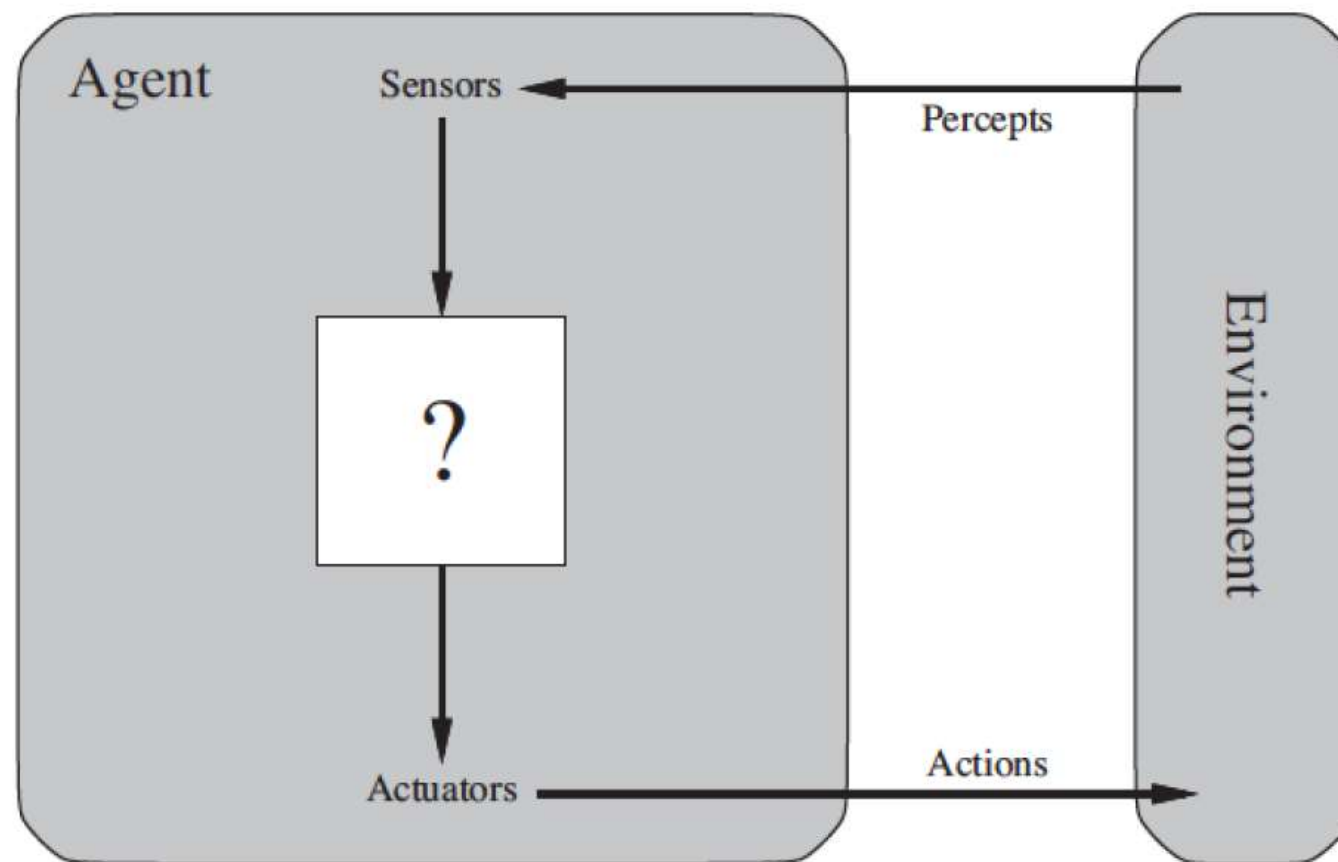 Agent
Sensors
Percepts
?
Environment
Actions
Actuators